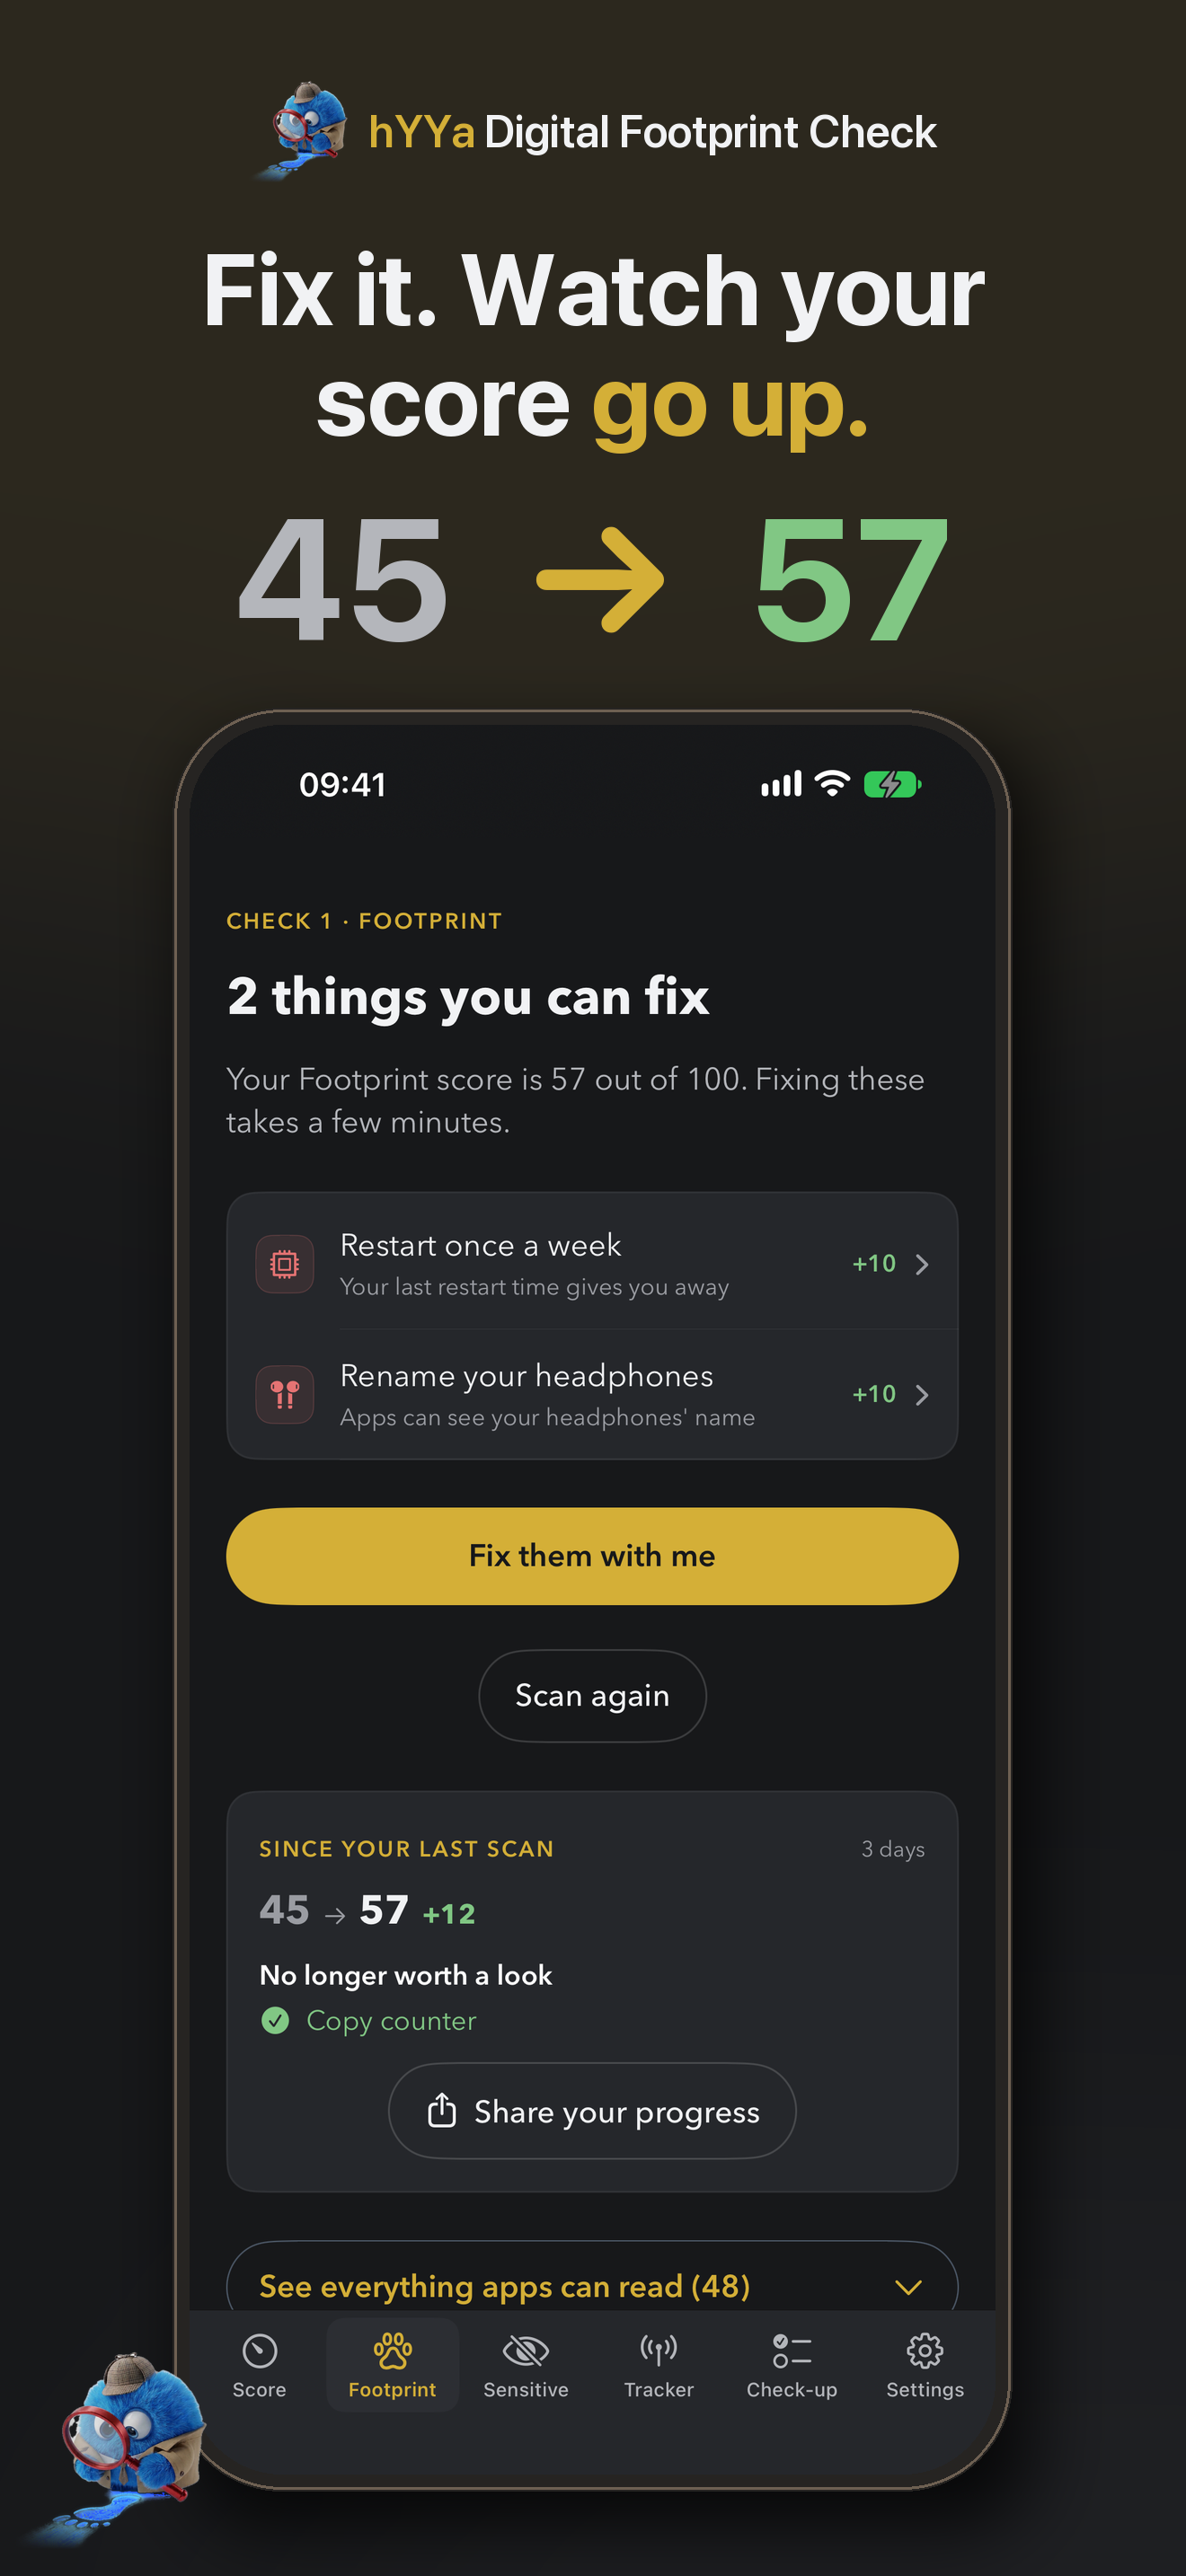 hYYa Digital Footprint Check
Fix it. Watch your
score go up.
45 → 57
09:41
CHECK 1 · FOOTPRINT
2 things you can fix
Your Footprint score is 57 out of 100. Fixing these
takes a few minutes.
Restart once a week
Your last restart time gives you away
+10
Rename your headphones
Apps can see your headphones' name
+10
Fix them with me
Scan again
SINCE YOUR LAST SCAN
3 days
45 → 57 +12
No longer worth a look
Copy counter
Share your progress
See everything apps can read (48)
Score
Footprint
Sensitive
Tracker
Check-up
Settings